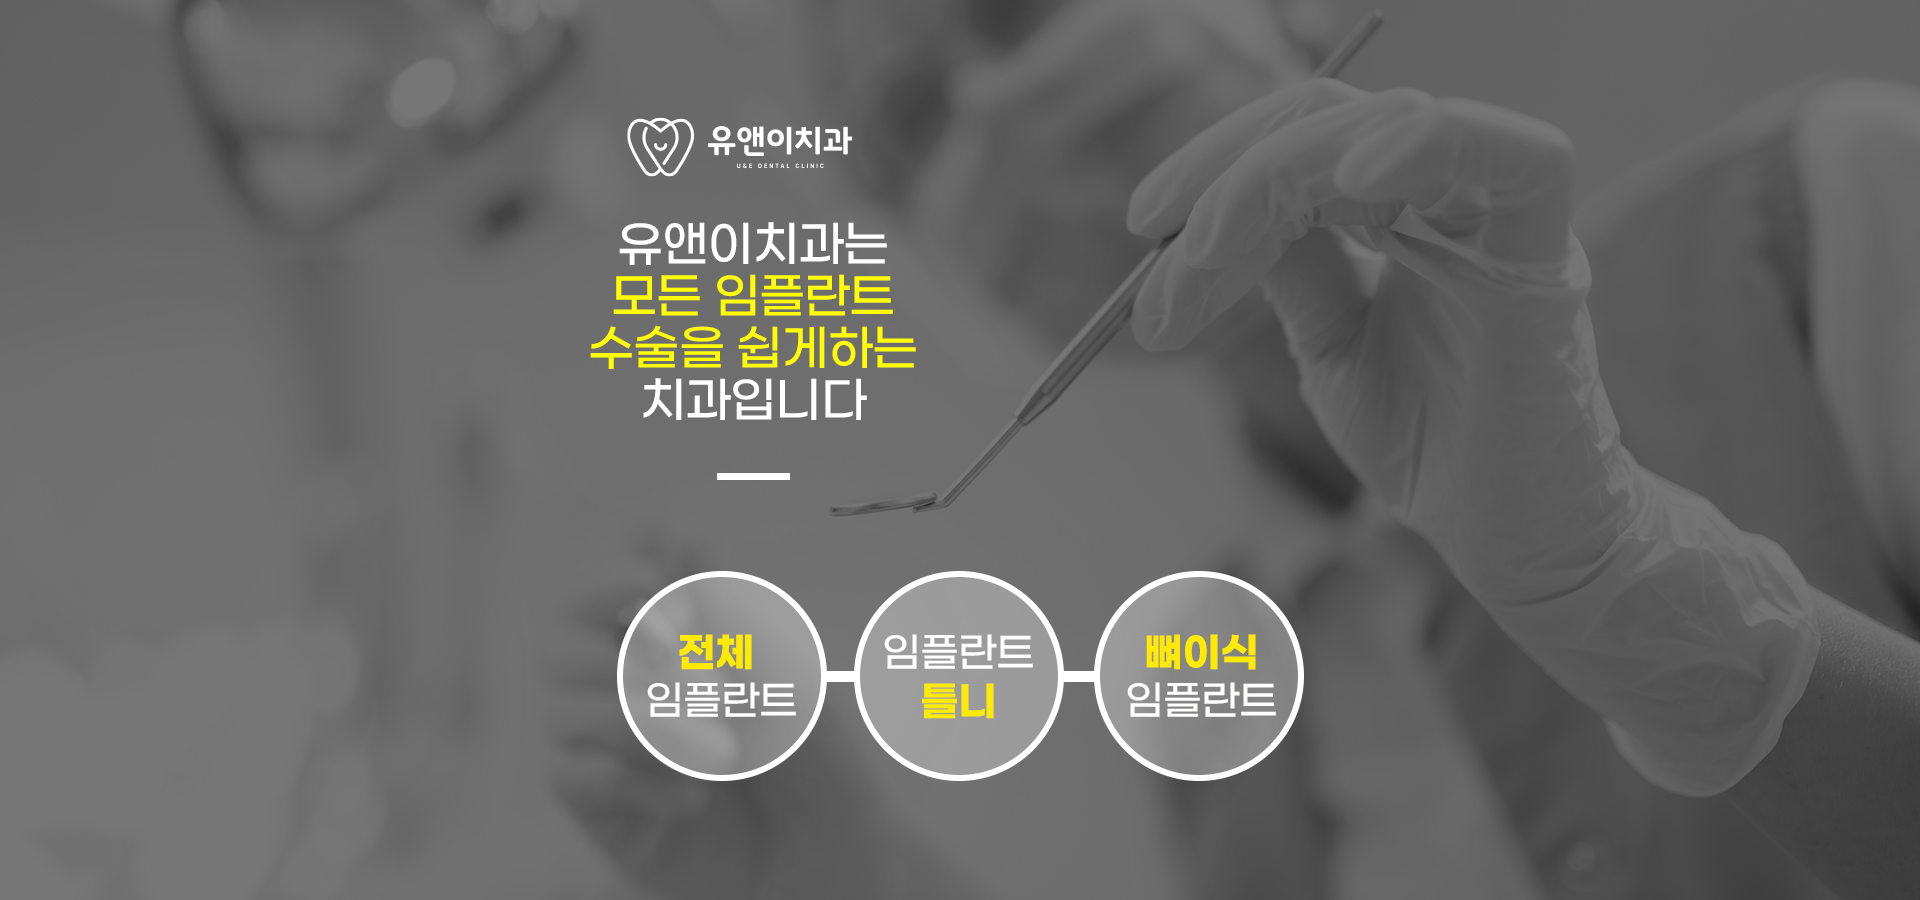 유앤이치과
U&E DENTAL CLINIC
유앤이치과는
모든 임플란트
수술을 쉽게하는
치과입니다
전체
임플란트
임플란트
틀니
뼈이식
임플란트